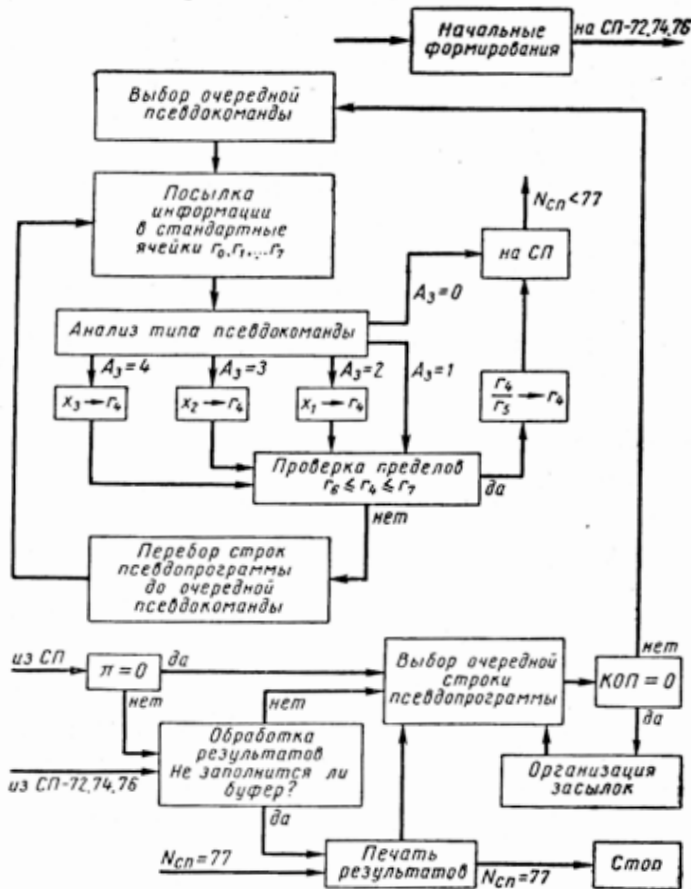 Начальные
формирования
на СП-72,74,76
Выбор очередной
псевдокоманды
Посылка
информации
в стандартные
ячейки r₀,r₁,...r₇
Nсп<77
на СП
A₃=0
Анализ типа псевдокоманды
A₃=4
A₃=3
A₃=2
A₃=1
x₃→r₄
x₂→r₄
x₁→r₄
r₄/r₅→r₄
Проверка пределов
r₆≤r₄≤r₇
да
нет
Перебор строк
псевдопрограммы
до очередной
псевдокоманды
из СП
π=0
да
нет
Выбор очередной
строки
псевдопрограммы
нет
КОП=0
да
нет
Обработка
результатов
Не заполнится ли
буфер?
из СП-72,74,76
да
Организация
засылок
Nсп=77
Печать
результатов
Nсп=77
Стоп